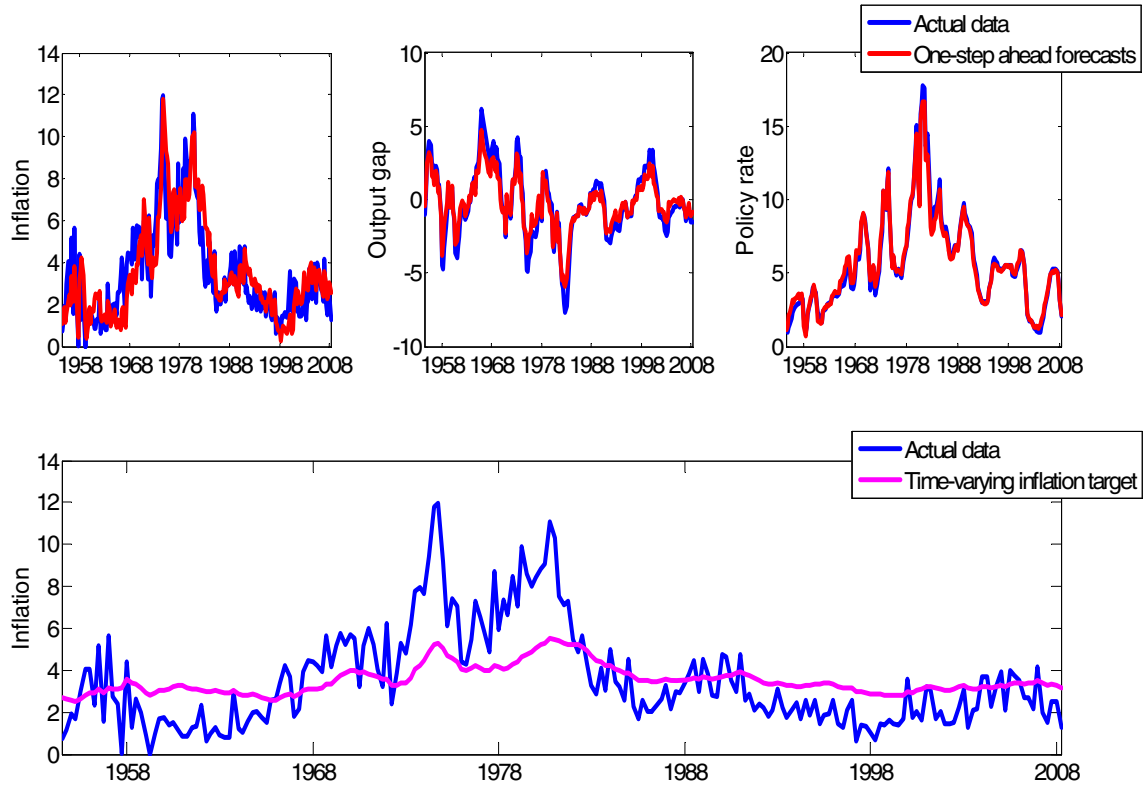 Actual data
One-step ahead forecasts
14
12
10
8
6
4
2
0
Inflation
1958 1968 1978 1988 1998 2008
10
5
0
-5
-10
Output gap
1958 1968 1978 1988 1998 2008
20
15
10
5
0
Policy rate
1958 1968 1978 1988 1998 2008
Actual data
Time-varying inflation target
14
12
10
8
6
4
2
0
Inflation
1958 1968 1978 1988 1998 2008